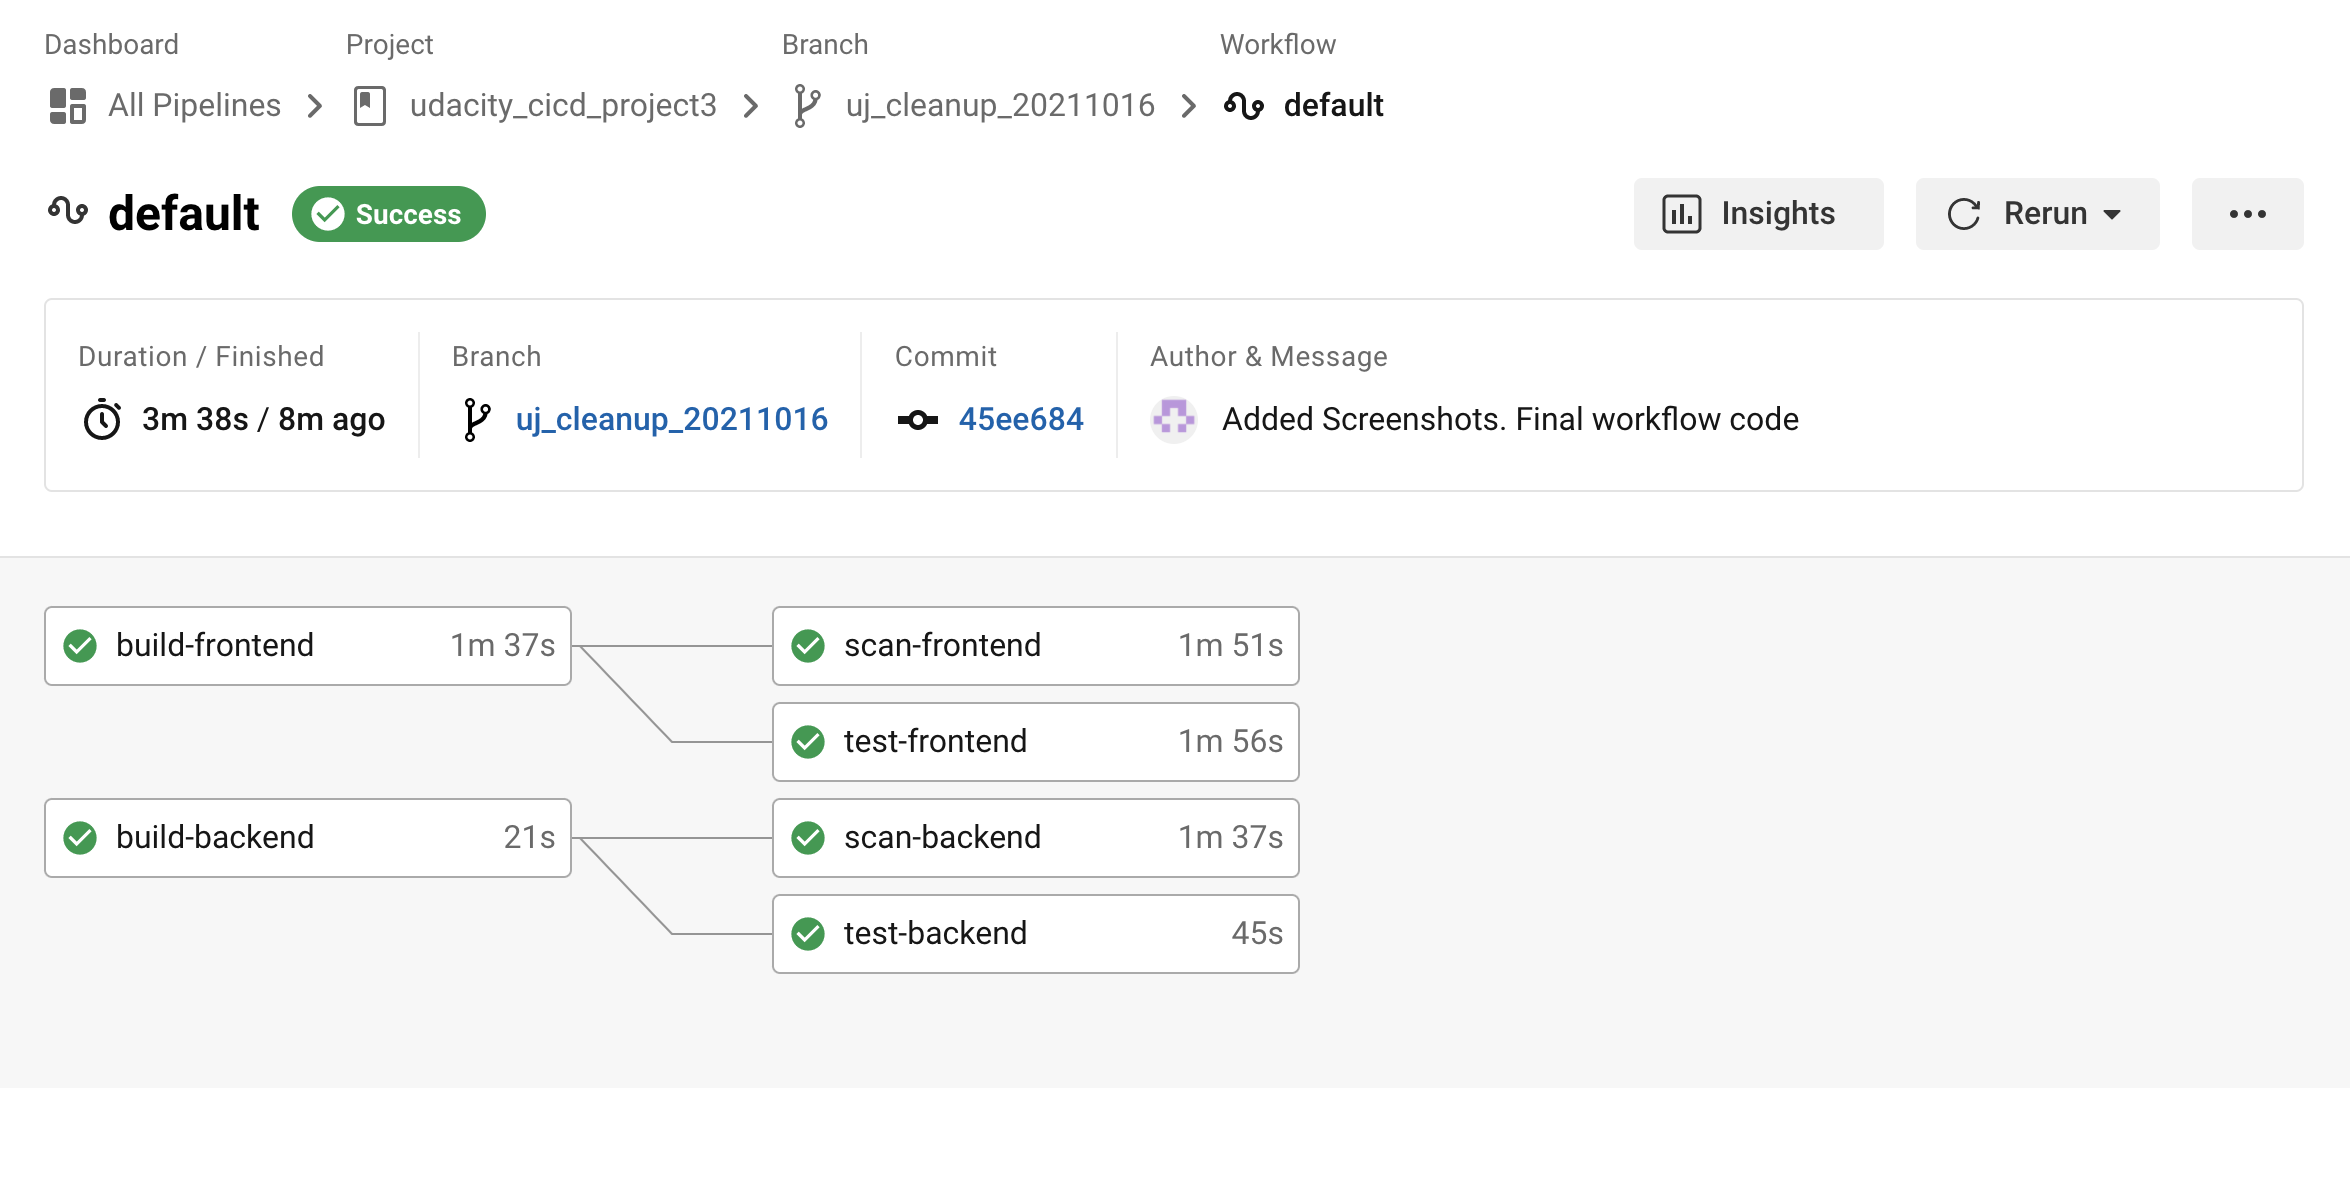 Dashboard Project Branch Workflow
All Pipelines udacity_cicd_project3 uj_cleanup_20211016 default
default Success Insights Rerun
Duration / Finished Branch Commit Author & Message
3m 38s / 8m ago uj_cleanup_20211016 45ee684 Added Screenshots. Final workflow code
build-frontend 1m 37s scan-frontend 1m 51s
test-frontend 1m 56s
build-backend 21s scan-backend 1m 37s
test-backend 45s